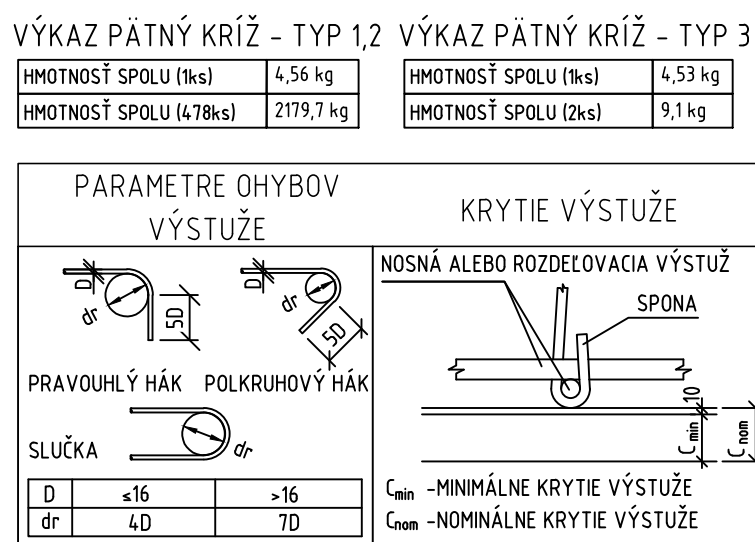 VÝKAZ PÄTNÝ KRÍŽ - TYP 1,2
HMOTNOSŤ SPOLU (1ks) 4,56 kg
HMOTNOSŤ SPOLU (478ks) 2179,7 kg
VÝKAZ PÄTNÝ KRÍŽ - TYP 3
HMOTNOSŤ SPOLU (1ks) 4,53 kg
HMOTNOSŤ SPOLU (2ks) 9,1 kg
PARAMETRE OHYBOV
VÝSTUŽE
D
dr
5D
D
dr
5D
PRAVOUHLÝ HÁK POLKRUHOVÝ HÁK
SLUČKA
dr
D ≤16 >16
dr 4D 7D
KRYTIE VÝSTUŽE
NOSNÁ ALEBO ROZDEĽOVACIA VÝSTUŽ
SPONA
10
Cmin
Cnom
Cmin -MINIMÁLNE KRYTIE VÝSTUŽE
Cnom -NOMINÁLNE KRYTIE VÝSTUŽE